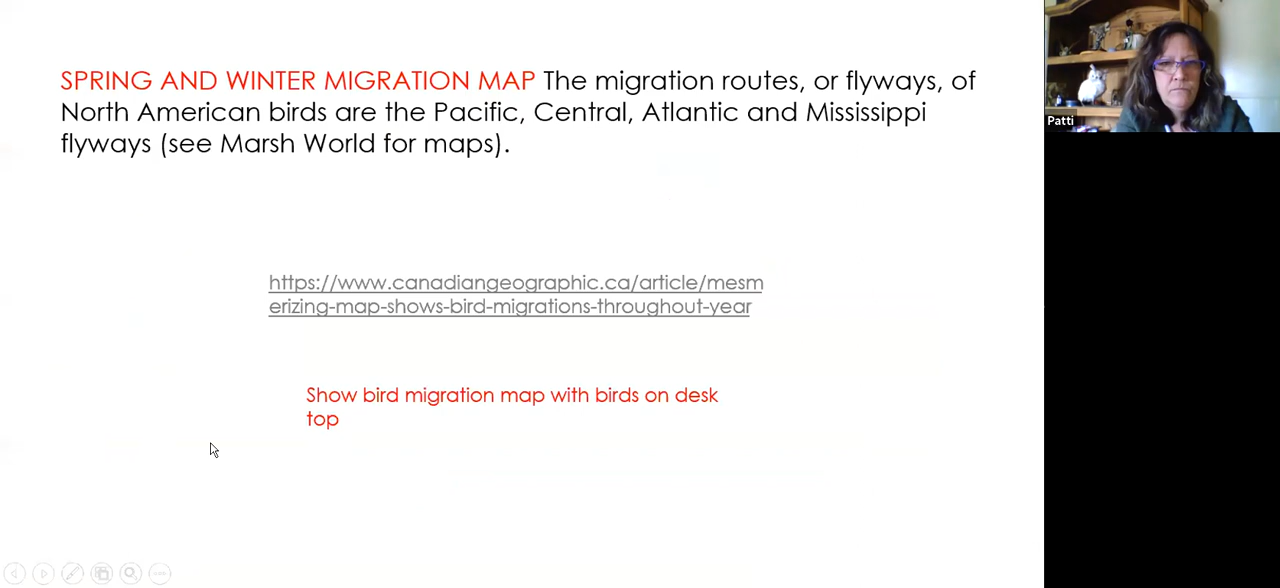 SPRING AND WINTER MIGRATION MAP The migration routes, or flyways, of
North American birds are the Pacific, Central, Atlantic and Mississippi
flyways (see Marsh World for maps).
https://www.canadiangeographic.ca/article/mesm
erizing-map-shows-bird-migrations-throughout-year
Show bird migration map with birds on desk
top
Patti